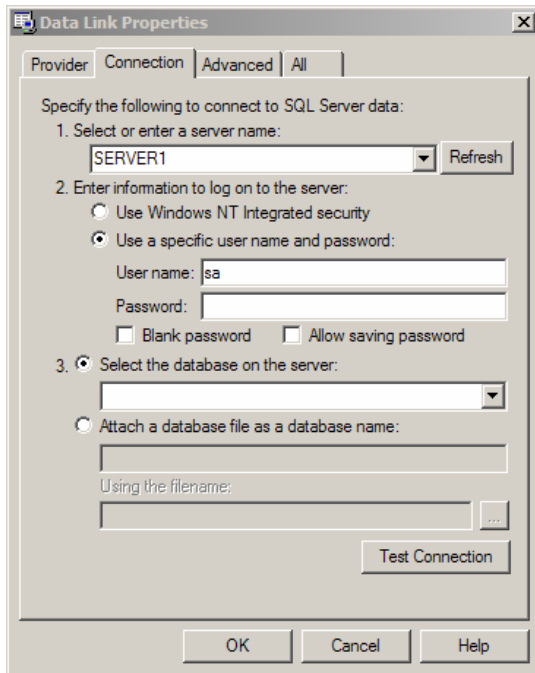 Data Link Properties
Provider Connection Advanced All
Specify the following to connect to SQL Server data:
1. Select or enter a server name:
SERVER1 Refresh
2. Enter information to log on to the server:
Use Windows NT Integrated security
Use a specific user name and password:
User name: sa
Password:
Blank password Allow saving password
3. Select the database on the server:
Attach a database file as a database name:
Using the filename:
...
Test Connection
OK Cancel Help